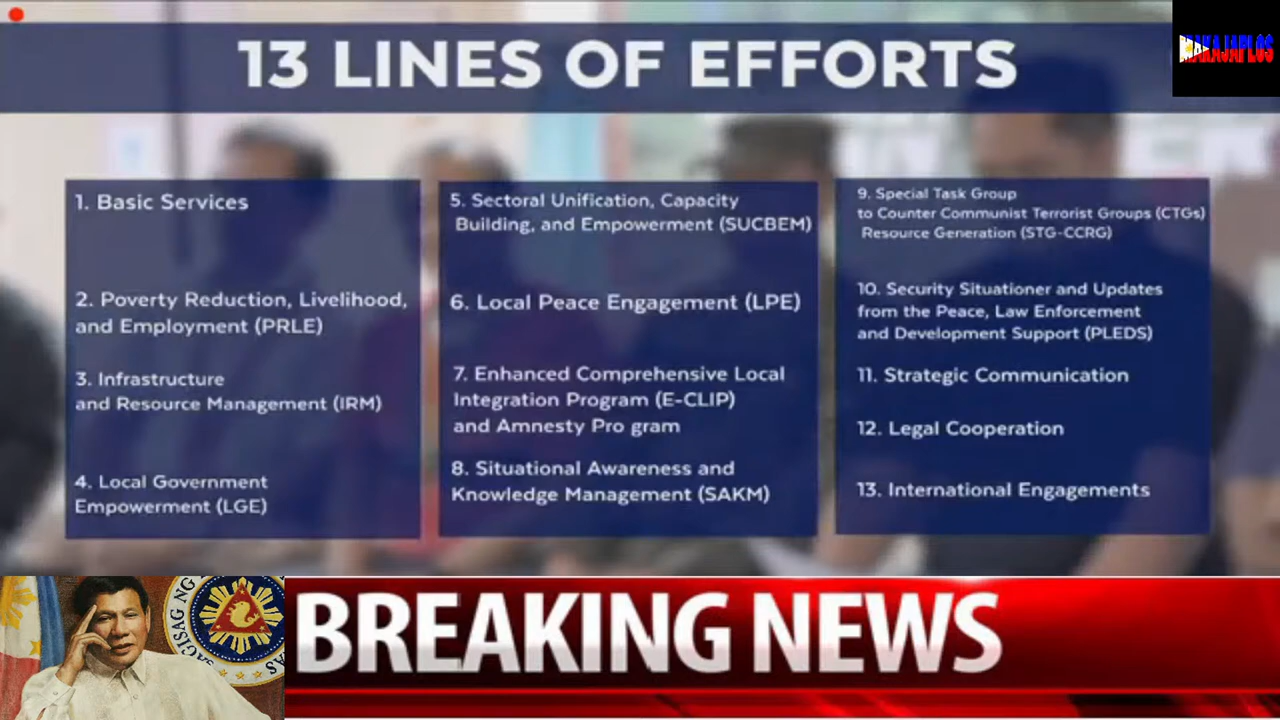 13 LINES OF EFFORTS
MAKAJAPLOS
1. Basic Services
2. Poverty Reduction, Livelihood,
and Employment (PRLE)
3. Infrastructure
and Resource Management (IRM)
4. Local Government
Empowerment (LGE)
5. Sectoral Unification, Capacity
Building, and Empowerment (SUCBEM)
6. Local Peace Engagement (LPE)
7. Enhanced Comprehensive Local
Integration Program (E-CLIP)
and Amnesty Pro gram
8. Situational Awareness and
Knowledge Management (SAKM)
9. Special Task Group
to Counter Communist Terrorist Groups (CTGs)
Resource Generation (STG-CCRG)
10. Security Situationer and Updates
from the Peace, Law Enforcement
and Development Support (PLEDS)
11. Strategic Communication
12. Legal Cooperation
13. International Engagements
SAGISAG NG
BREAKING NEWS